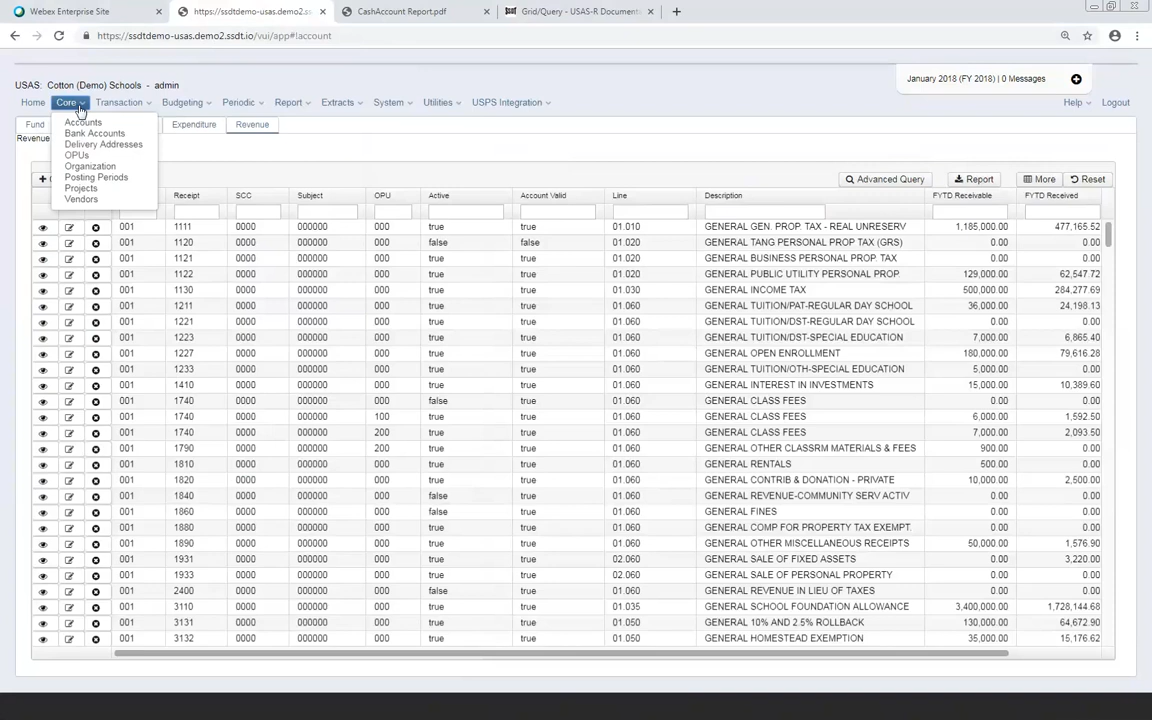 Webex Enterprise Site
https://ssdtdemo-usas.demo2.ss
CashAccount Report.pdf
Grid/Query - USAS-R Document
https://ssdtdemo-usas.demo2.ssdt.io/vui/app#!account
USAS: Cotton (Demo) Schools - admin
January 2018 (FY 2018) | 0 Messages
Home Core Transaction Budgeting Periodic Report Extracts System Utilities USPS Integration Help Logout
Fund Expenditure Revenue
Revenue
Accounts
Bank Accounts
Delivery Addresses
OPUs
Organization
Posting Periods
Projects
Vendors
Advanced Query Report More Reset
Receipt SCC Subject OPU Active Account Valid Line Description FYTD Receivable FYTD Received
001 1111 0000 000000 000 true true 01.010 GENERAL GEN. PROP. TAX - REAL UNRESERV 1,185,000.00 477,165.52
001 1120 0000 000000 000 false false 01.020 GENERAL TANG PERSONAL PROP TAX (GRS) 0.00 0.00
001 1121 0000 000000 000 true true 01.020 GENERAL BUSINESS PERSONAL PROP. TAX 0.00 0.00
001 1122 0000 000000 000 true true 01.020 GENERAL PUBLIC UTILITY PERSONAL PROP. 129,000.00 62,547.72
001 1130 0000 000000 000 true true 01.030 GENERAL INCOME TAX 500,000.00 284,277.69
001 1211 0000 000000 000 true true 01.060 GENERAL TUITION/PAT-REGULAR DAY SCHOOL 36,000.00 24,198.13
001 1221 0000 000000 000 true true 01.060 GENERAL TUITION/DST-REGULAR DAY SCHOOL 0.00 0.00
001 1223 0000 000000 000 true true 01.060 GENERAL TUITION/DST-SPECIAL EDUCATION 7,000.00 6,865.40
001 1227 0000 000000 000 true true 01.060 GENERAL OPEN ENROLLMENT 180,000.00 79,616.28
001 1233 0000 000000 000 true true 01.060 GENERAL TUITION/OTH-SPECIAL EDUCATION 5,000.00 0.00
001 1410 0000 000000 000 true true 01.060 GENERAL INTEREST IN INVESTMENTS 15,000.00 10,389.60
001 1740 0000 000000 000 false true 01.060 GENERAL CLASS FEES 0.00 0.00
001 1740 0000 000000 100 true true 01.060 GENERAL CLASS FEES 6,000.00 1,592.50
001 1740 0000 000000 200 true true 01.060 GENERAL CLASS FEES 7,000.00 2,093.50
001 1790 0000 000000 200 true true 01.060 GENERAL OTHER CLASSRM MATERIALS & FEES 900.00 0.00
001 1810 0000 000000 000 true true 01.060 GENERAL RENTALS 500.00 0.00
001 1820 0000 000000 000 true true 01.060 GENERAL CONTRIB & DONATION - PRIVATE 10,000.00 2,500.00
001 1840 0000 000000 000 false true 01.060 GENERAL REVENUE-COMMUNITY SERV ACTIV 0.00 0.00
001 1860 0000 000000 000 false true 01.060 GENERAL FINES 0.00 0.00
001 1880 0000 000000 000 true true 01.060 GENERAL COMP FOR PROPERTY TAX EXEMPT. 0.00 0.00
001 1890 0000 000000 000 true true 01.060 GENERAL OTHER MISCELLANEOUS RECEIPTS 50,000.00 1,576.90
001 1931 0000 000000 000 true true 02.060 GENERAL SALE OF FIXED ASSETS 0.00 3,220.00
001 1933 0000 000000 000 true true 02.060 GENERAL SALE OF PERSONAL PROPERTY 0.00 0.00
001 2400 0000 000000 000 false true 01.060 GENERAL REVENUE IN LIEU OF TAXES 0.00 0.00
001 3110 0000 000000 000 true true 01.035 GENERAL SCHOOL FOUNDATION ALLOWANCE 3,400,000.00 1,728,144.68
001 3131 0000 000000 000 true true 01.050 GENERAL 10% AND 2.5% ROLLBACK 130,000.00 64,672.90
001 3132 0000 000000 000 true true 01.050 GENERAL HOMESTEAD EXEMPTION 35,000.00 15,176.62